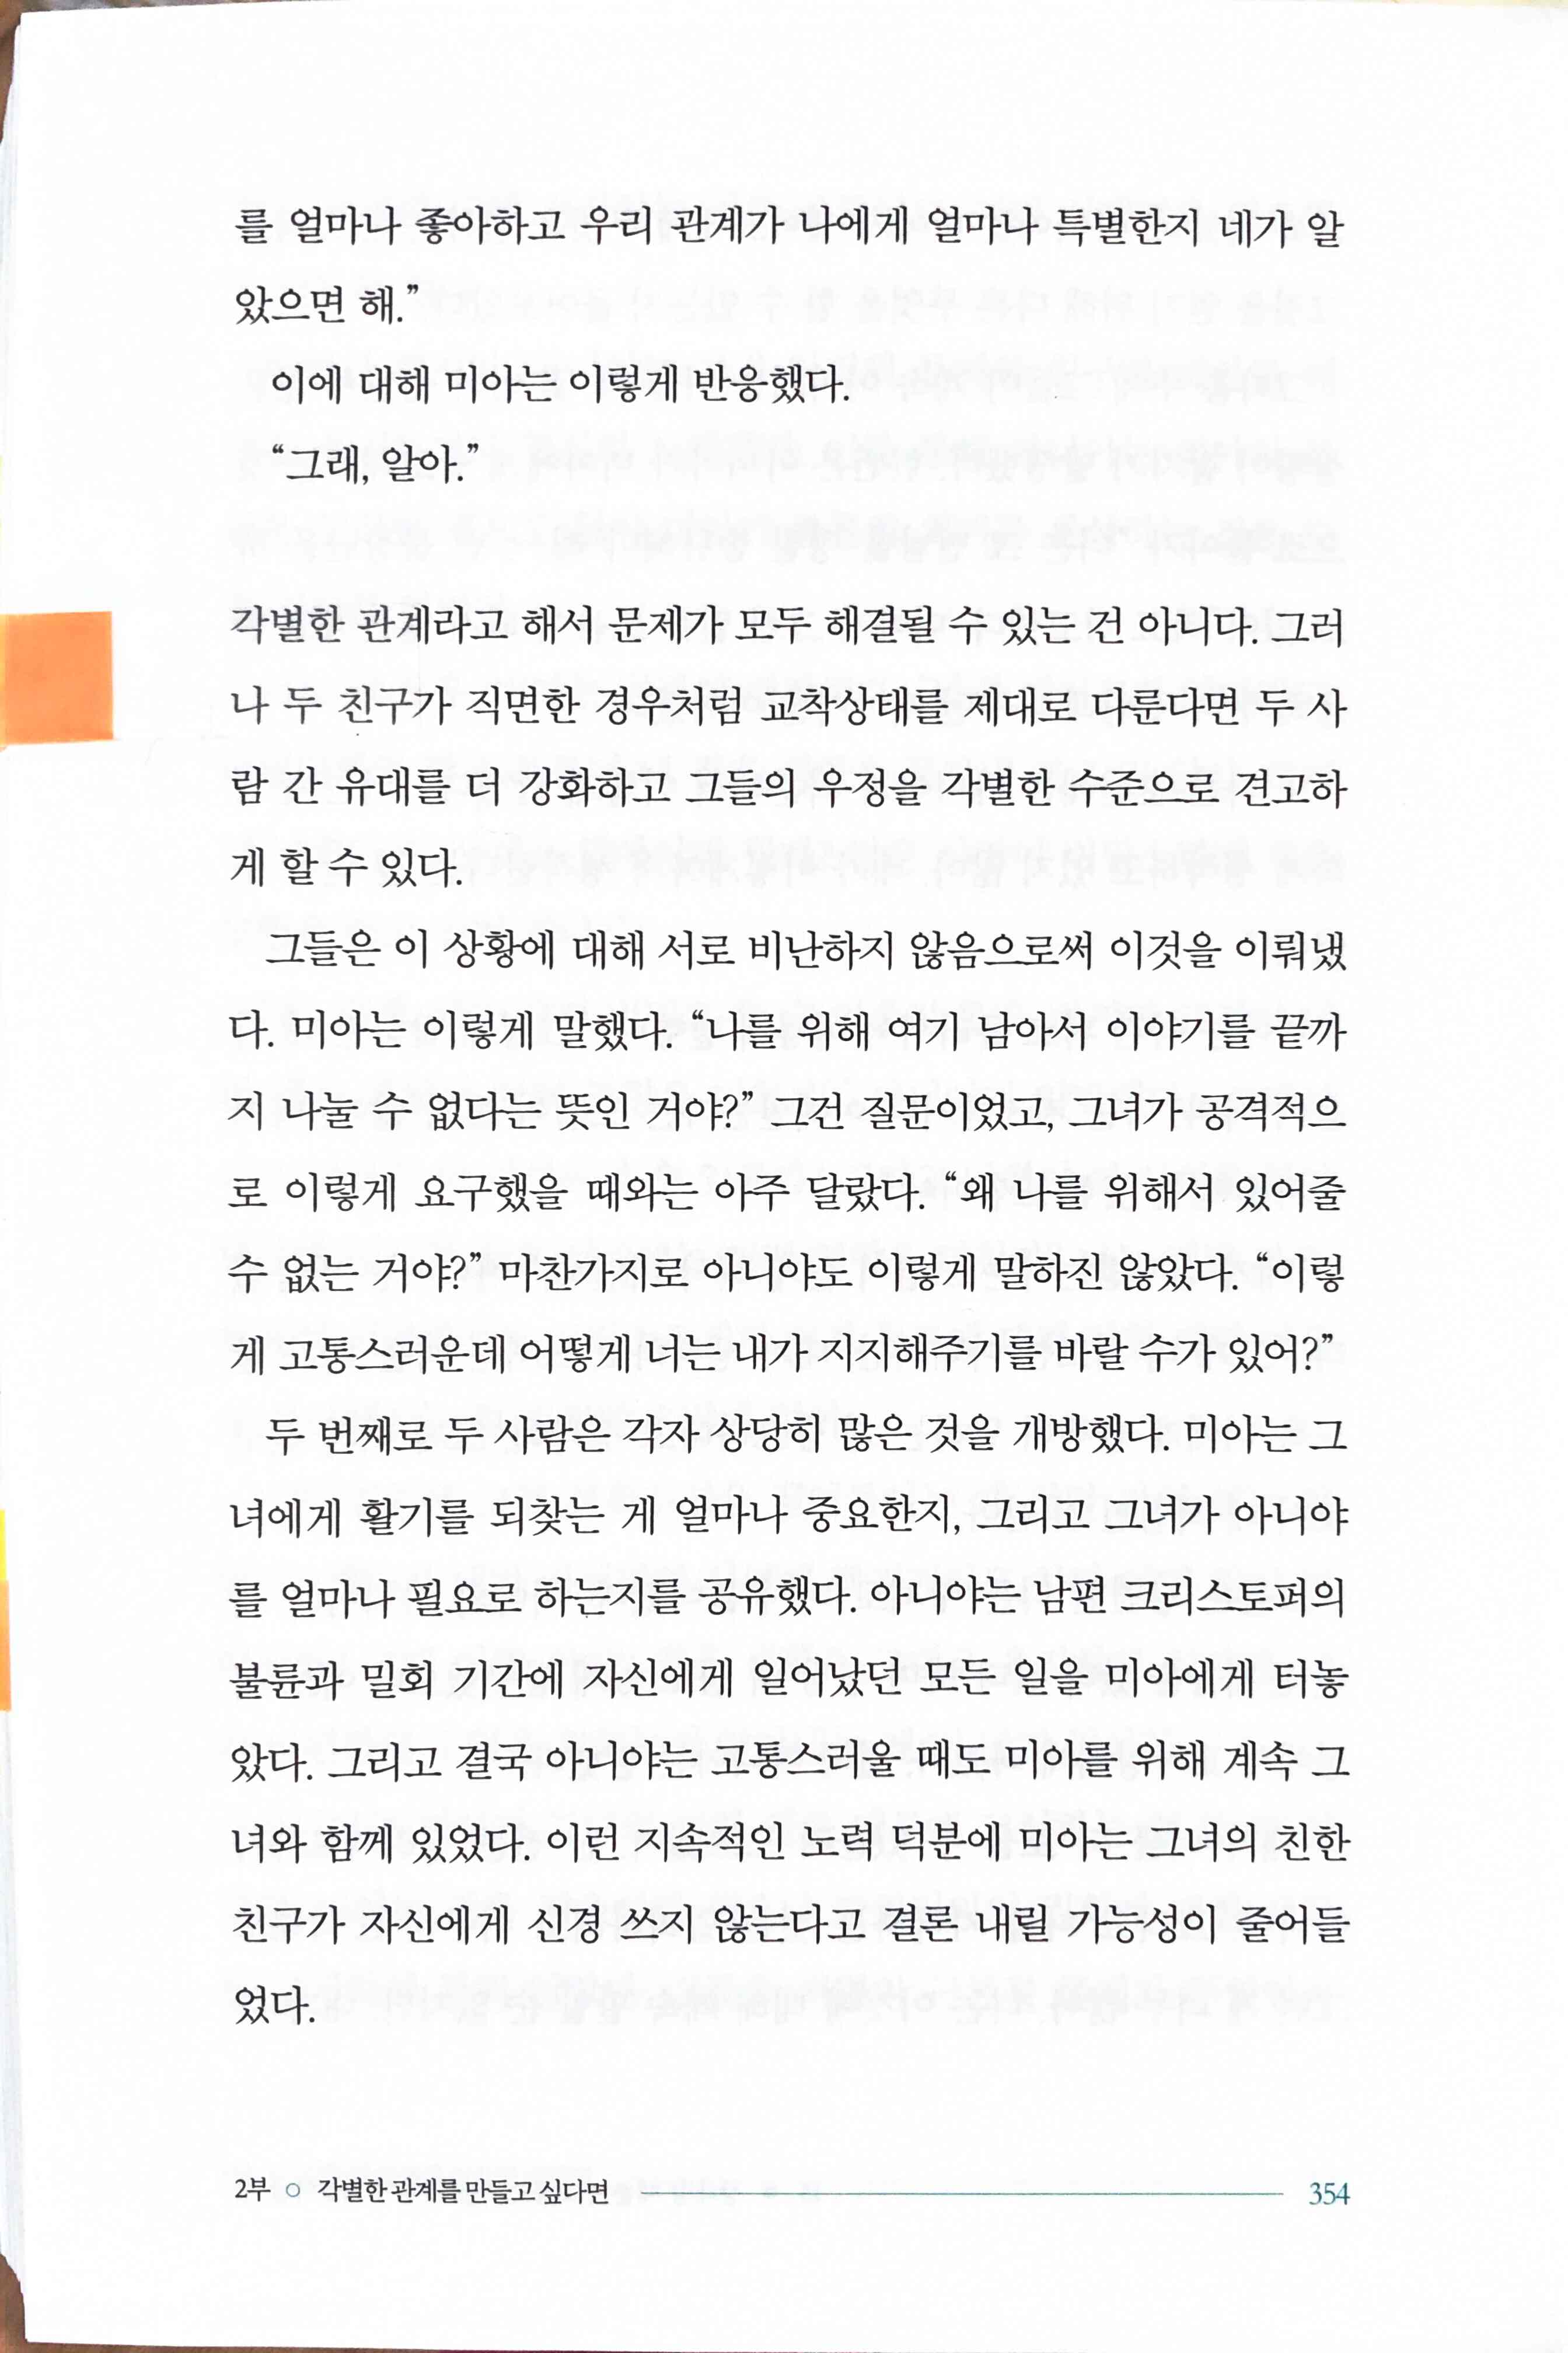 를 얼마나 좋아하고 우리 관계가 나에게 얼마나 특별한지 네가 알
았으면 해.”
이에 대해 미아는 이렇게 반응했다.
“그래, 알아.”
각별한 관계라고 해서 문제가 모두 해결될 수 있는 건 아니다. 그러
나 두 친구가 직면한 경우처럼 교착상태를 제대로 다룬다면 두 사
람 간 유대를 더 강화하고 그들의 우정을 각별한 수준으로 견고하
게 할 수 있다.
그들은 이 상황에 대해 서로 비난하지 않음으로써 이것을 이뤄냈
다. 미아는 이렇게 말했다. “나를 위해 여기 남아서 이야기를 끝까
지 나눌 수 없다는 뜻인 거야?” 그건 질문이었고, 그녀가 공격적으
로 이렇게 요구했을 때와는 아주 달랐다. “왜 나를 위해서 있어줄
수 없는 거야?” 마찬가지로 아니야도 이렇게 말하진 않았다. “이렇
게 고통스러운데 어떻게 너는 내가 지지해주기를 바랄 수가 있어?”
두 번째로 두 사람은 각자 상당히 많은 것을 개방했다. 미아는 그
녀에게 활기를 되찾는 게 얼마나 중요한지, 그리고 그녀가 아니야
를 얼마나 필요로 하는지를 공유했다. 아니야는 남편 크리스토퍼의
불륜과 밀회 기간에 자신에게 일어났던 모든 일을 미아에게 터놓
았다. 그리고 결국 아니야는 고통스러울 때도 미아를 위해 계속 그
녀와 함께 있었다. 이런 지속적인 노력 덕분에 미아는 그녀의 친한
친구가 자신에게 신경 쓰지 않는다고 결론 내릴 가능성이 줄어들
었다.
2부 ○ 각별한 관계를 만들고 싶다면 354